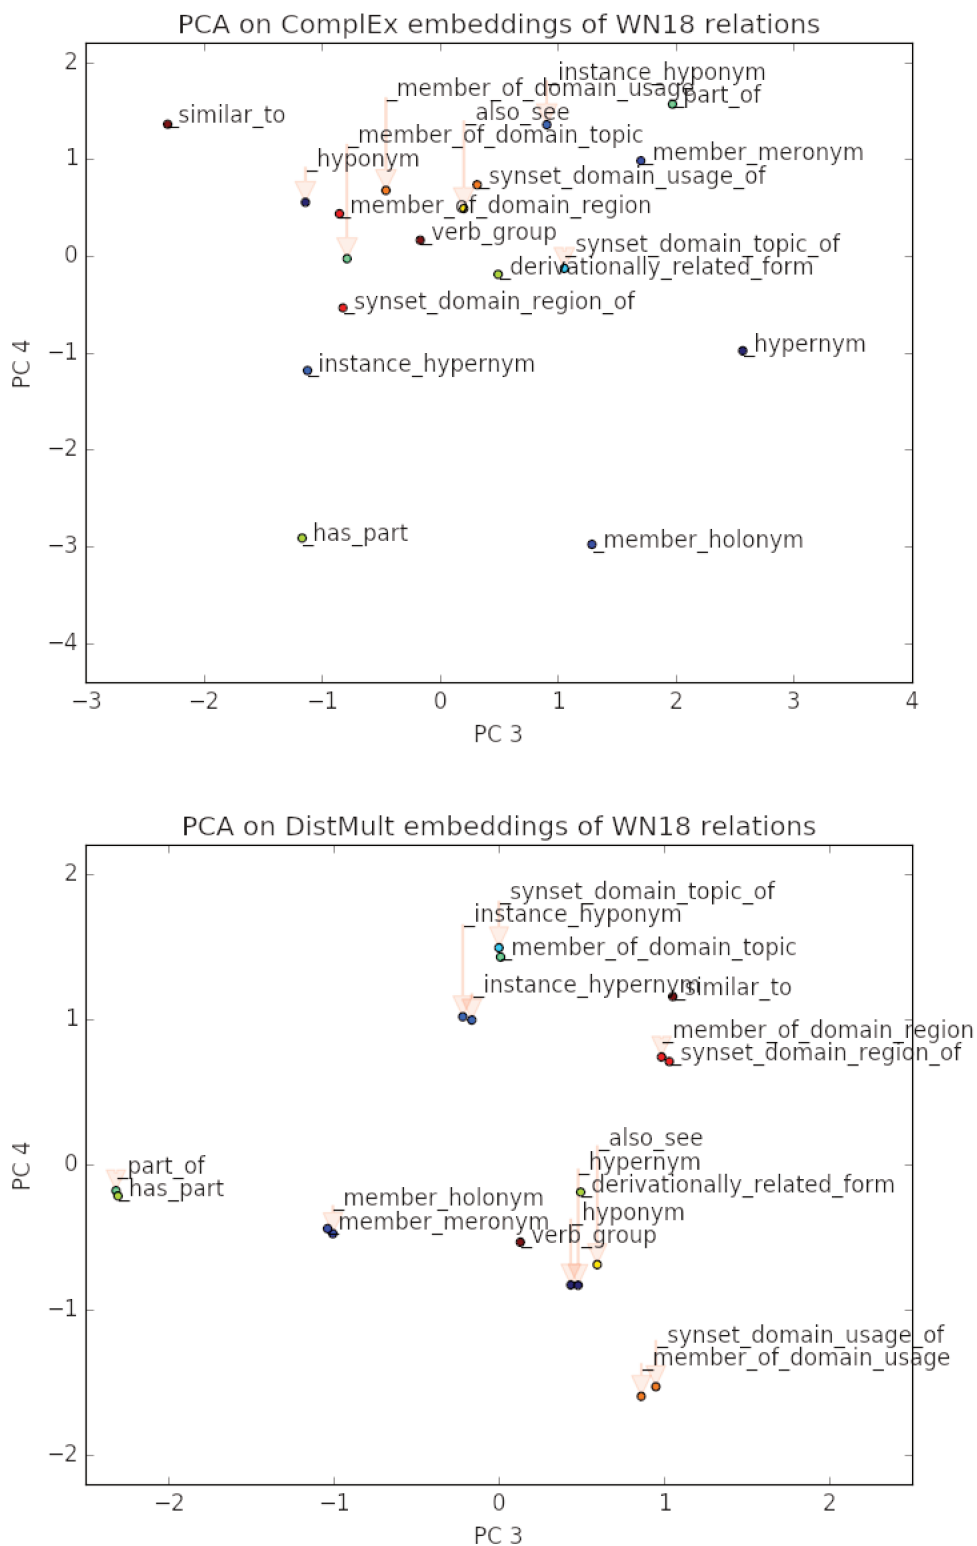 PCA on ComplEx embeddings of WN18 relations
2
_instance_hyponym
_member_of_domain_usage
_part_of
_similar_to
_also_see
_member_of_domain_topic
1
_hyponym
_member_meronym
_synset_domain_usage_of
_member_of_domain_region
_verb_group
_synset_domain_topic_of
0
_derivationally_related_form
_synset_domain_region_of
_hypernym
−1
PC 4
_instance_hypernym
−2
_has_part
_member_holonym
−3
−4
−3 −2 −1 0 1 2 3 4
PC 3
PCA on DistMult embeddings of WN18 relations
2
_synset_domain_topic_of
_instance_hyponym
_member_of_domain_topic
_instance_hypernym
_similar_to
1
_member_of_domain_region
_synset_domain_region_of
_also_see
0
PC 4
_part_of
_hypernym
_has_part
_derivationally_related_form
_member_holonym
_hyponym
_member_meronym
_verb_group
−1
_synset_domain_usage_of
_member_of_domain_usage
−2
−2 −1 0 1 2
PC 3